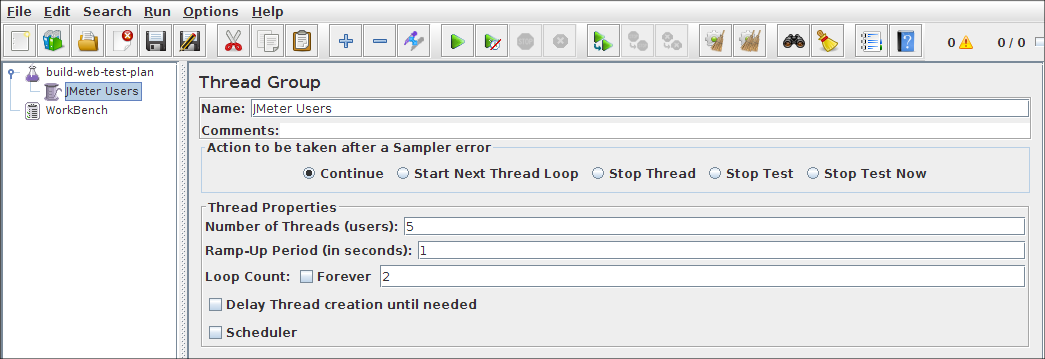 File Edit Search Run Options Help
0 0 / 0
build-web-test-plan
JMeter Users
WorkBench
Thread Group
Name: JMeter Users
Comments:
Action to be taken after a Sampler error
Continue Start Next Thread Loop Stop Thread Stop Test Stop Test Now
Thread Properties
Number of Threads (users): 5
Ramp-Up Period (in seconds): 1
Loop Count: Forever 2
Delay Thread creation until needed
Scheduler